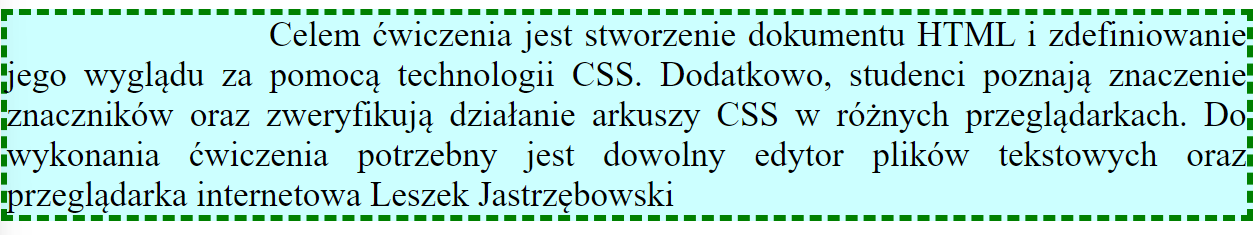 Celem ćwiczenia jest stworzenie dokumentu HTML i zdefiniowanie
jego wyglądu za pomocą technologii CSS. Dodatkowo, studenci poznają znaczenie
znaczników oraz zweryfikują działanie arkuszy CSS w różnych przeglądarkach. Do
wykonania ćwiczenia potrzebny jest dowolny edytor plików tekstowych oraz
przeglądarka internetowa Leszek Jastrzębowski